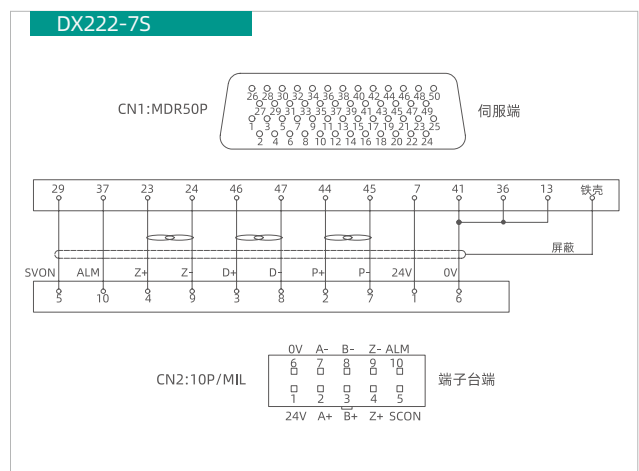 DX222-7S
26 28 30 32 34 36 38 40 42 44 46 48 50
CN1:MDR50P
27 29 31 33 35 37 39 41 43 45 47 49
伺服端
1 3 5 7 9 11 13 15 17 19 21 23 25
2 4 6 8 10 12 14 16 18 20 22 24
29 37 23 24 46 47 44 45 7 41 36 13 铁壳
屏蔽
SVON ALM Z+ Z- D+ D- P+ P- 24V 0V
5 10 4 9 3 8 2 7 1 6
0V A- B- Z- ALM
6 7 8 9 10
CN2:10P/MIL
端子台端
1 2 3 4 5
24V A+ B+ Z+ SCON